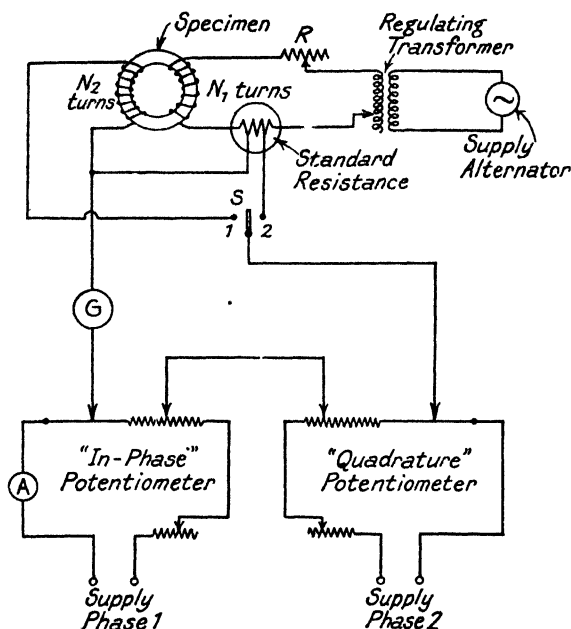 Specimen
R
Regulating
Transformer
N2
turns
N1 turns
~
Supply
Alternator
Standard
Resistance
S
1
2
G
"In-Phase"
Potentiometer
"Quadrature"
Potentiometer
A
Supply
Phase 1
Supply
Phase 2